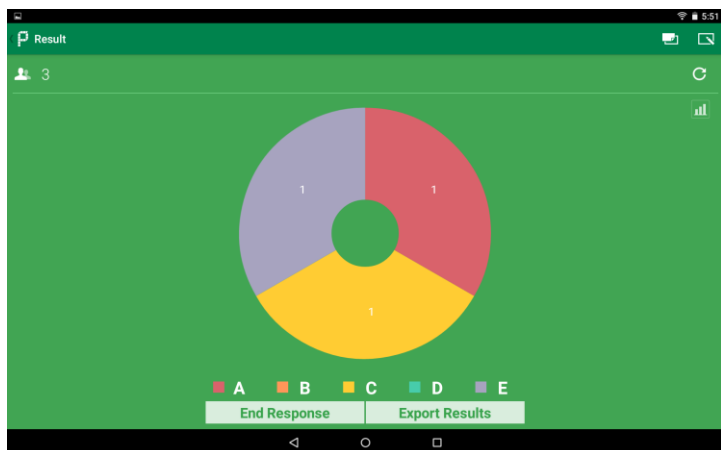 5:51
Result
3
1
1
1
A B C D E
End Response Export Results